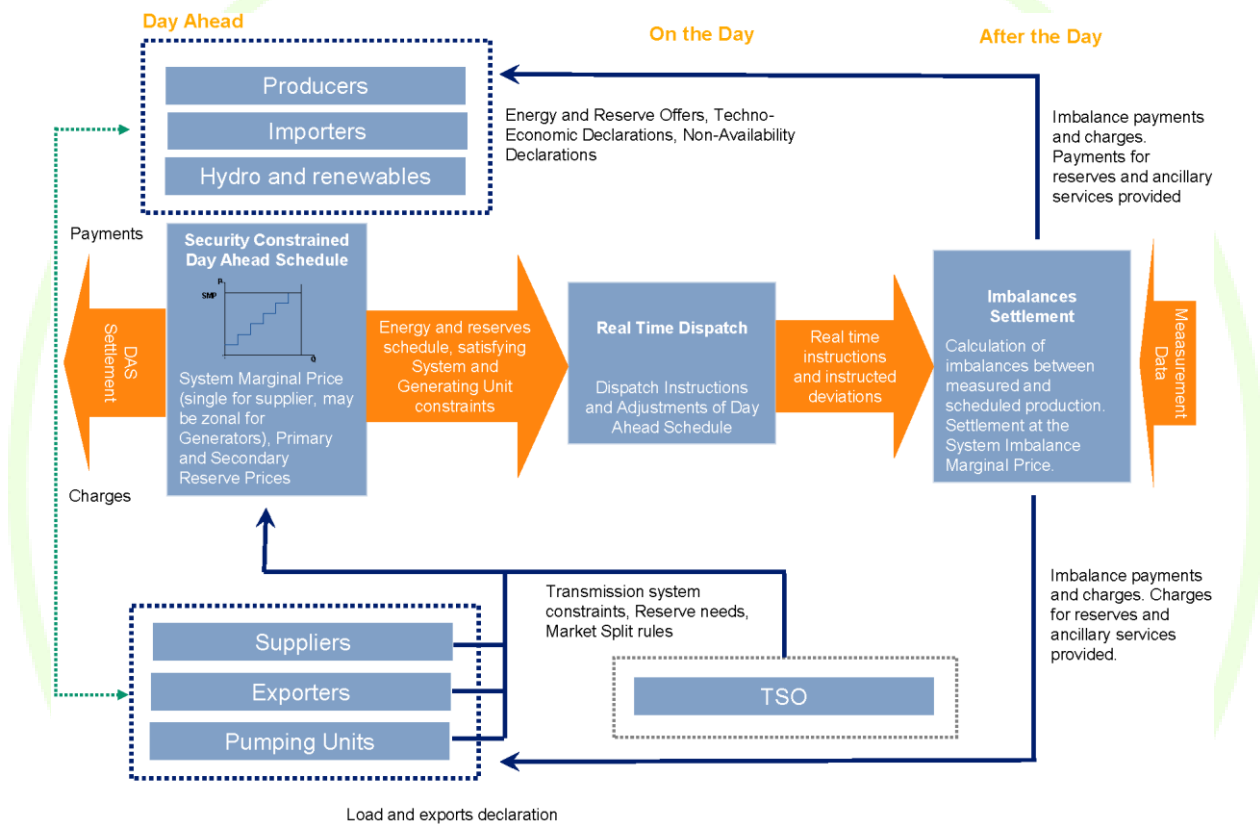 Day Ahead
On the Day
After the Day
Producers
Importers
Hydro and renewables
Energy and Reserve Offers, Techno-
Economic Declarations, Non-Availability
Declarations
Imbalance payments
and charges.
Payments for
reserves and ancillary
services provided
Payments
Security Constrained
Day Ahead Schedule
P
SMP
Q
System Marginal Price
(single for supplier, may
be zonal for
Generators), Primary
and Secondary
Reserve Prices
DAS
Settlement
Charges
Energy and reserves
schedule, satisfying
System and
Generating Unit
constraints
Real Time Dispatch
Dispatch Instructions
and Adjustments of Day
Ahead Schedule
Real time
instructions
and instructed
deviations
Imbalances
Settlement
Calculation of
imbalances between
measured and
scheduled production.
Settlement at the
System Imbalance
Marginal Price.
Meaasurement
Data
Transmission system
constraints, Reserve needs,
Market Split rules
Imbalance payments
and charges. Charges
for reserves and
ancillary services
provided.
Suppliers
Exporters
Pumping Units
TSO
Load and exports declaration